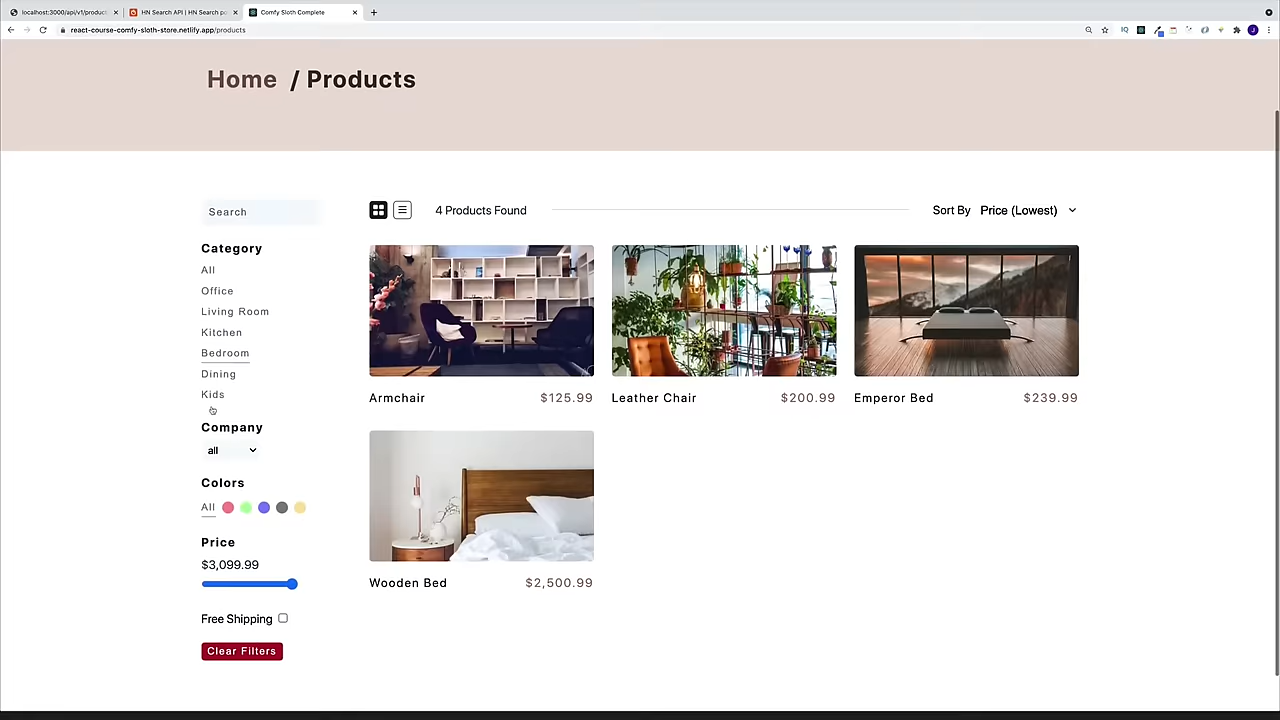 localhost:3000/api/v1/product
HN Search API | HN Search po
Comfy Sloth Complete
react-course-comfy-sloth-store.netlify.app/products
IQ
J
Home / Products
Search
4 Products Found
Sort By Price (Lowest)
Category
All
Office
Living Room
Kitchen
Bedroom
Dining
Kids
Company
all
Colors
All
Price
$3,099.99
Free Shipping
Clear Filters
Armchair $125.99
Leather Chair $200.99
Emperor Bed $239.99
Wooden Bed $2,500.99